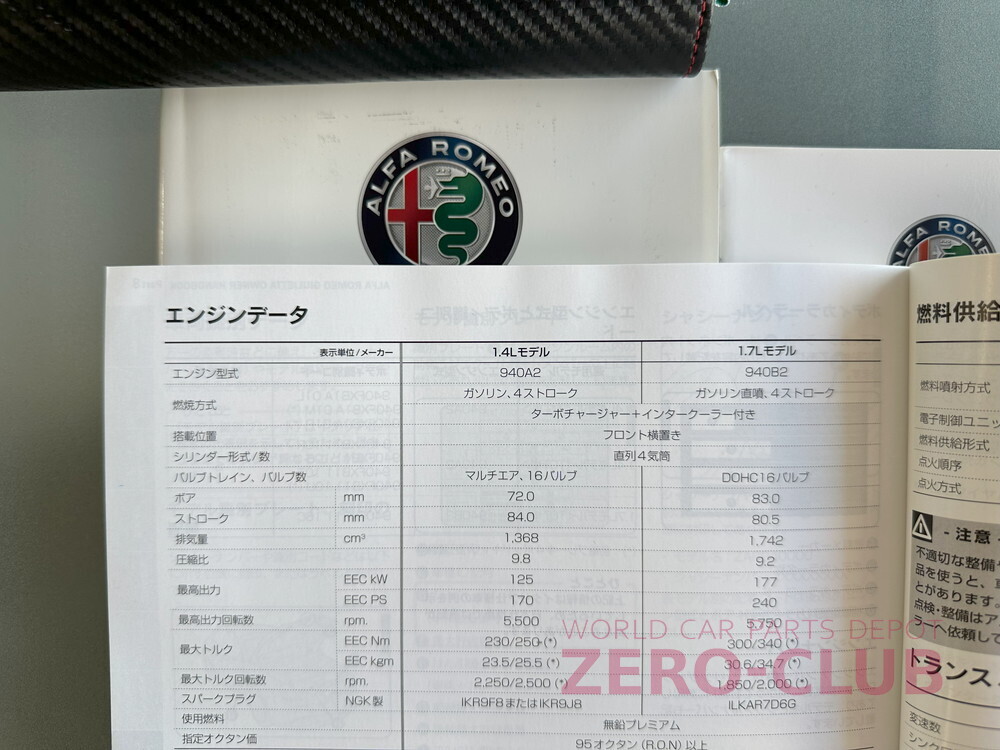 ALFA ROMEO
ALFA ROME
エンジンデータ
表示単位/メーカー 1.4Lモデル 1.7Lモデル
エンジン型式 940A2 940B2
燃焼方式 ガソリン、4ストローク ガソリン直噴、4ストローク
ターボチャージャー＋インタークーラー付き
搭載位置 フロント横置き
シリンダー形式/数 直列4気筒
バルブトレイン、バルブ数 マルチエア、16バルブ DOHC16バルブ
ボア mm 72.0 83.0
ストローク mm 84.0 80.5
排気量 cm³ 1,368 1,742
圧縮比 9.8 9.2
最高出力 EEC kW 125 177
EEC PS 170 240
最高出力回転数 rpm. 5,500 5,750
最大トルク EEC Nm 230/250 (*) 300/340 (*)
EEC kgm 23.5/25.5 (*) 30.6/34.7 (*)
最大トルク回転数 rpm. 2,250/2,500 (*) 1,850/2,000 (*)
スパークプラグ NGK製 IKR9F8またはIKR9J8 ILKAR7D6G
使用燃料 無鉛プレミアム
指定オクタン価 95オクタン (R.O.N) 以上
燃料供給
燃料噴射方式
電子制御ユニッ
燃料供給形式
点火順序
点火方式
- 注意 -
不適切な整備や
品を使うと、
とがあります。
点検・整備はア
ラーへ依頼して
トランス
変速数
WORLD CAR PARTS DEPOT
ZERO-CLUB